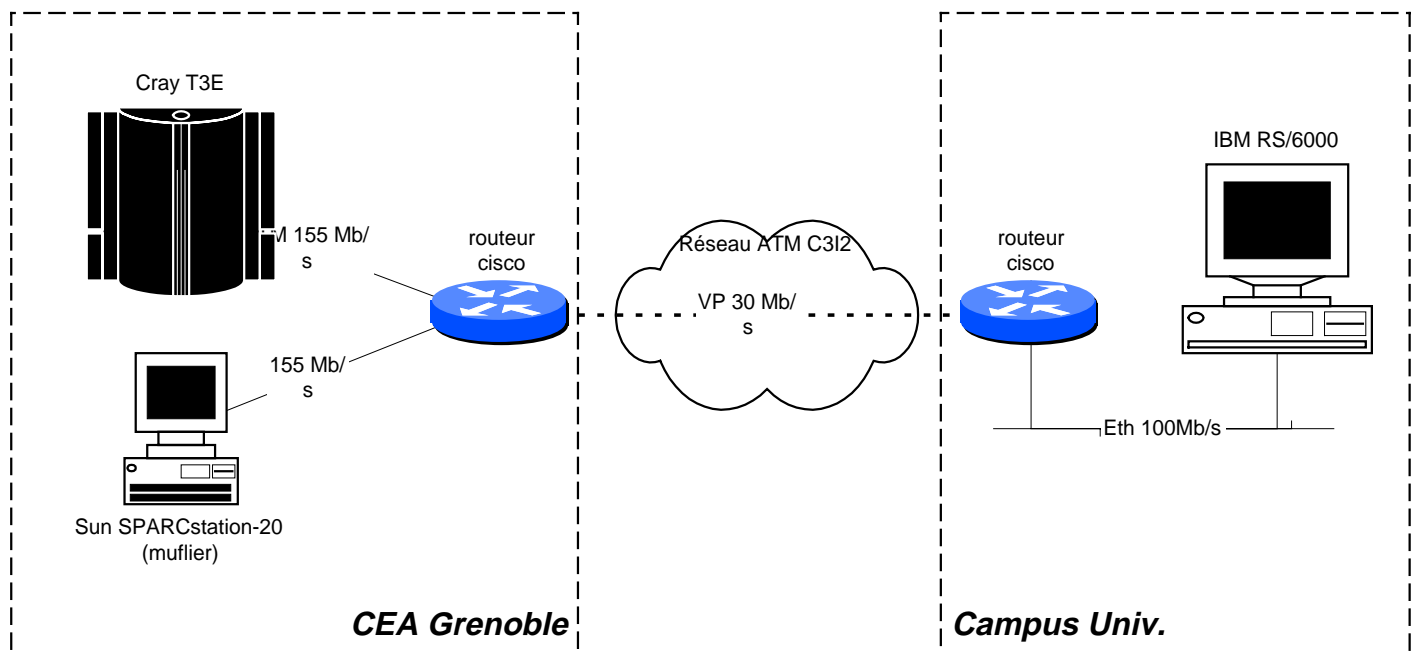 Cray T3E
M 155 Mb/
s
155 Mb/
s
Sun SPARCstation-20
(muflier)
routeur
cisco
CEA Grenoble
Réseau ATM C3I2
VP 30 Mb/
s
routeur
cisco
IBM RS/6000
Eth 100Mb/s
Campus Univ.